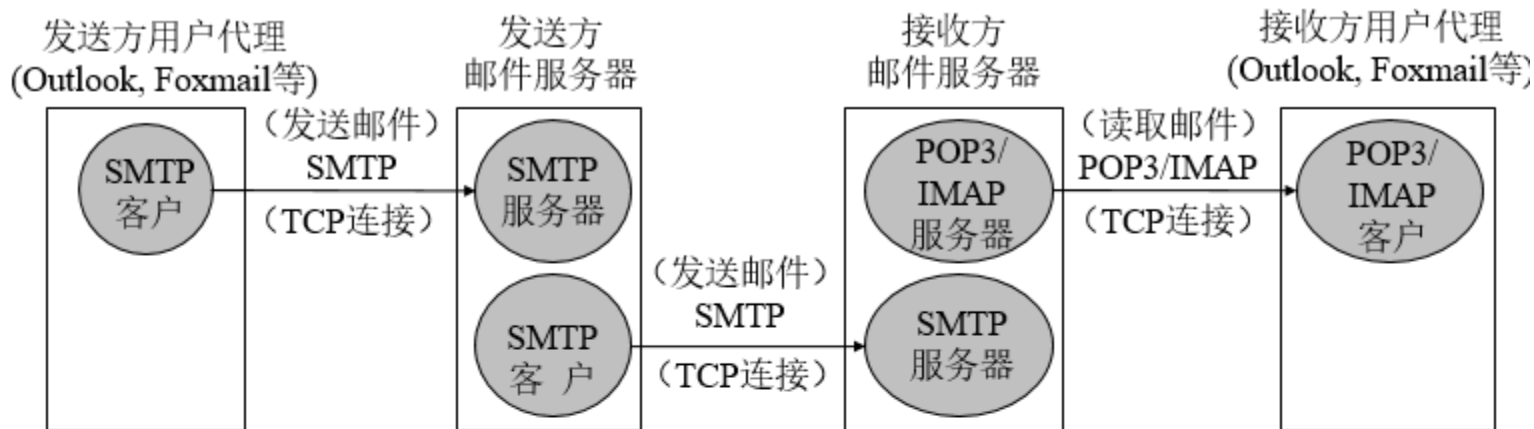 发送方用户代理
(Outlook, Foxmail等)
发送方
邮件服务器
接收方
邮件服务器
接收方用户代理
(Outlook, Foxmail等)
SMTP
客户
（发送邮件）
SMTP
（TCP连接）
SMTP
服务器
SMTP
客 户
（发送邮件）
SMTP
（TCP连接）
POP3/
IMAP
服务器
SMTP
服务器
（读取邮件）
POP3/IMAP
（TCP连接）
POP3/
IMAP
客户